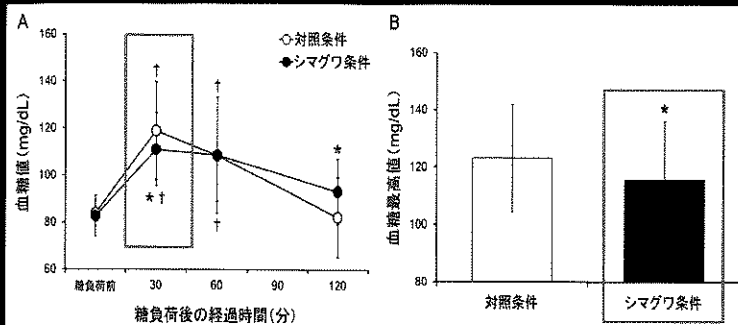 A
血糖値(mg/dL)
160
140
120
100
80
60
対照条件
シマグワ条件
†
†
*
*†
†
糖負荷前
30
60
90
120
糖負荷後の経過時間(分)
B
血糖最高値(mg/dL)
160
140
120
100
80
*
対照条件
シマグワ条件